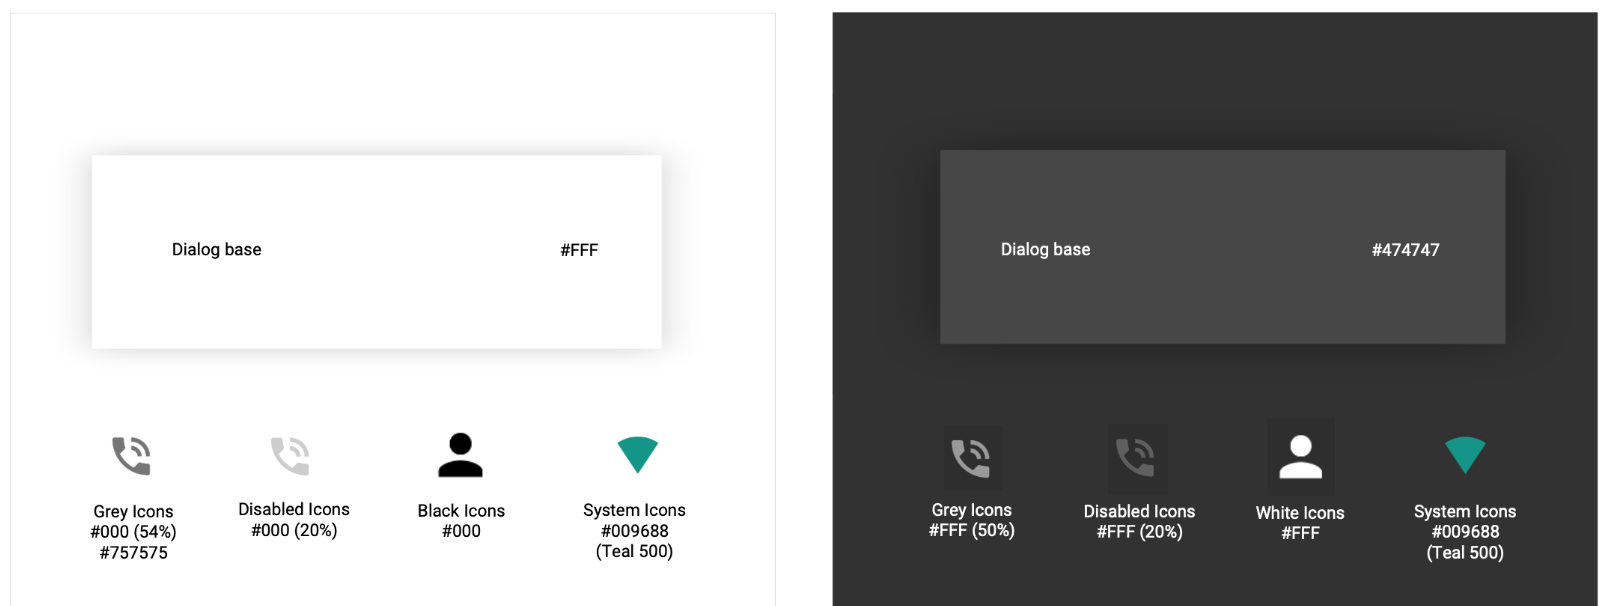 Dialog base
#FFF
Grey Icons
#000 (54%)
#757575
Disabled Icons
#000 (20%)
Black Icons
#000
System Icons
#009688
(Teal 500)
Dialog base
#474747
Grey Icons
#FFF (50%)
Disabled Icons
#FFF (20%)
White Icons
#FFF
System Icons
#009688
(Teal 500)